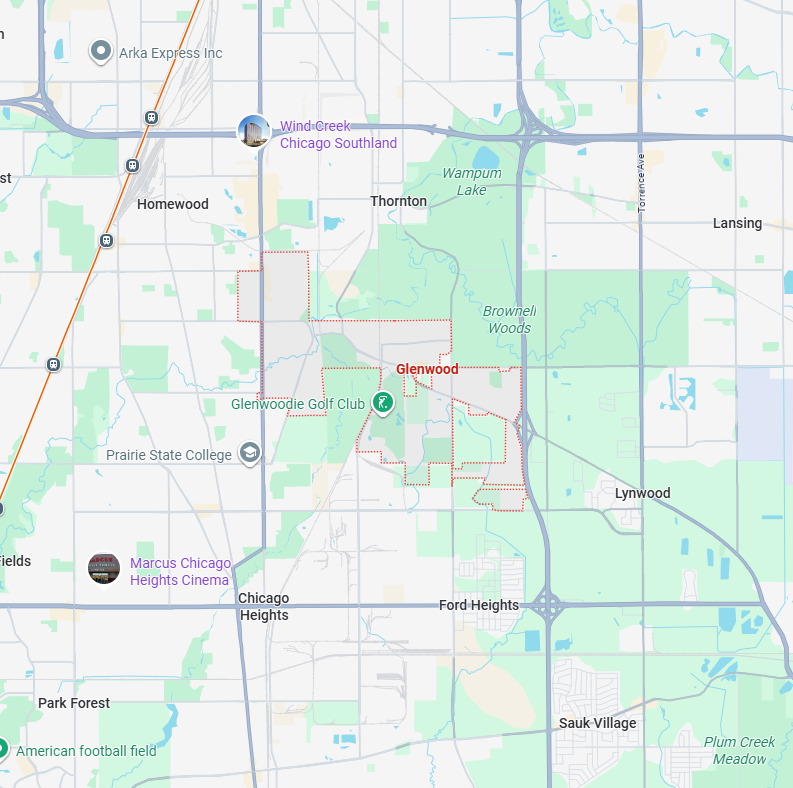 Arka Express Inc
Wind Creek
Chicago Southland
Wampum
Lake
st
Torrence Ave
Homewood
Thornton
Lansing
Brownell
Woods
Glenwood
Glenwoodie Golf Club
Prairie State College
Lynwood
ields
Marcus Chicago
Heights Cinema
Chicago
Heights
Ford Heights
Park Forest
Sauk Village
American football field
Plum Creek
Meadow